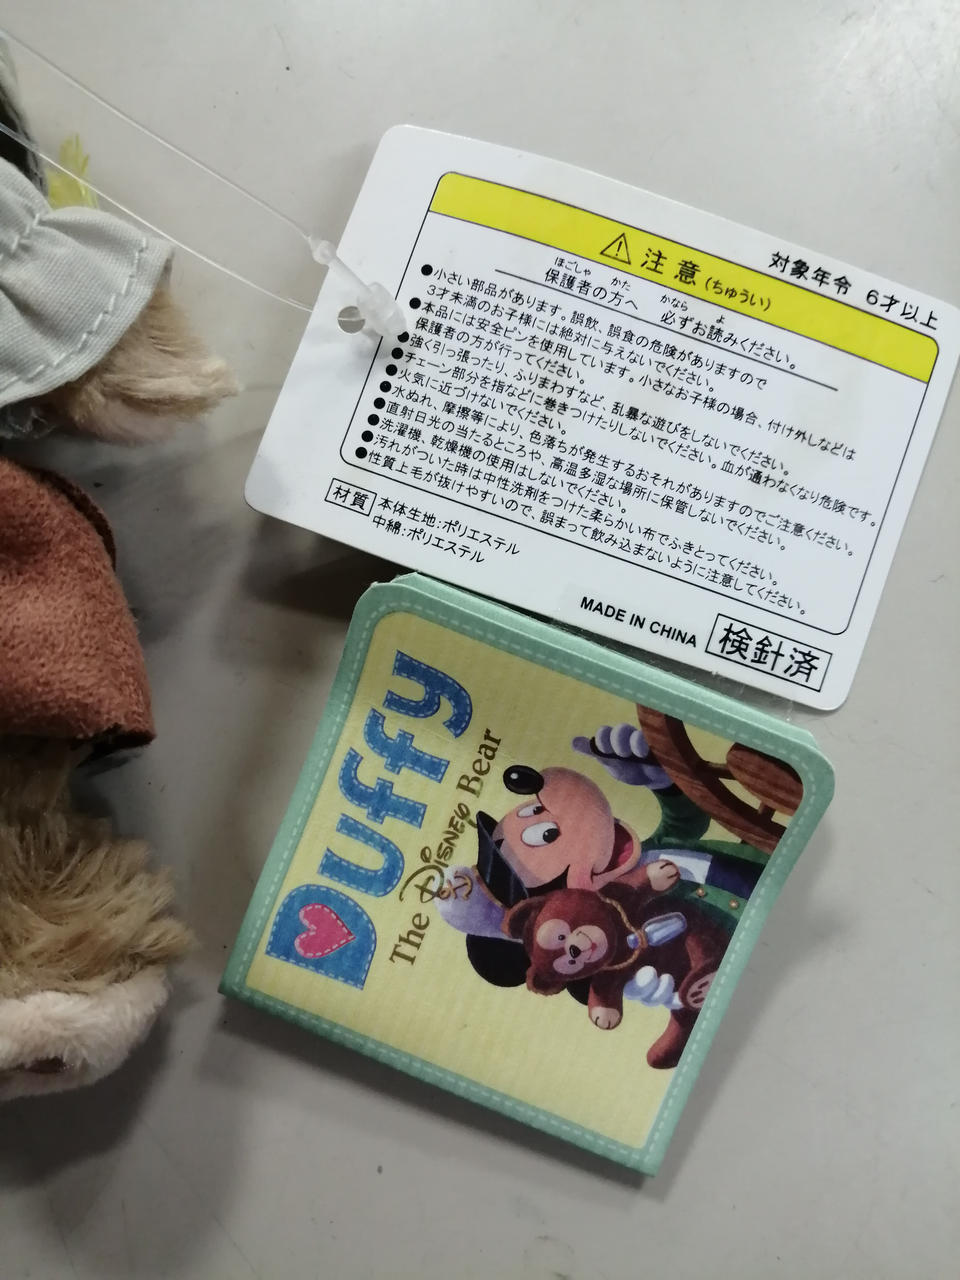 対象年令 6才以上
注意(ちゅうい)
ほごしゃ かた かなら よ
保護者の方へ 必ずお読みください。
●小さい部品があります。誤飲、誤食の危険がありますので
3才未満のお子様には絶対に与えないでください。
●本品には安全ピンを使用しています。小さなお子様の場合、付け外しなどは
保護者の方が行ってください。
●強く引っ張ったり、ふりまわすなど、乱暴な遊びをしないでください。
●チェーン部分を指などに巻きつけたりしないでください。血が通わなくなり危険です。
●火気に近づけないでください。
●水ぬれ、摩擦等により、色落ちが発生するおそれがありますのでご注意ください。
●直射日光の当たるところや、高温多湿な場所に保管しないでください。
●洗濯機、乾燥機の使用はしないでください。
●汚れがついた時は中性洗剤をつけた柔らかい布でふきとってください。
●性質上毛が抜けやすいので、誤まって飲み込まないように注意してください。
材質 本体生地:ポリエステル
中綿:ポリエステル
MADE IN CHINA 検針済
Duffy
The Disney Bear